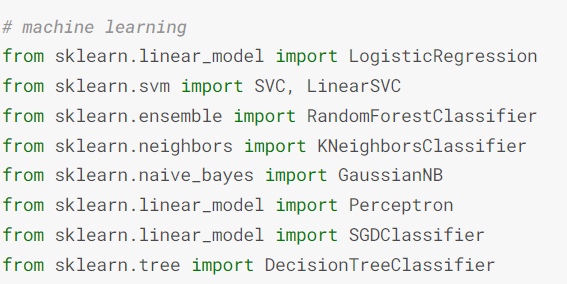 # machine learning
from sklearn.linear_model import LogisticRegression
from sklearn.svm import SVC, LinearSVC
from sklearn.ensemble import RandomForestClassifier
from sklearn.neighbors import KNeighborsClassifier
from sklearn.naive_bayes import GaussianNB
from sklearn.linear_model import Perceptron
from sklearn.linear_model import SGDClassifier
from sklearn.tree import DecisionTreeClassifier